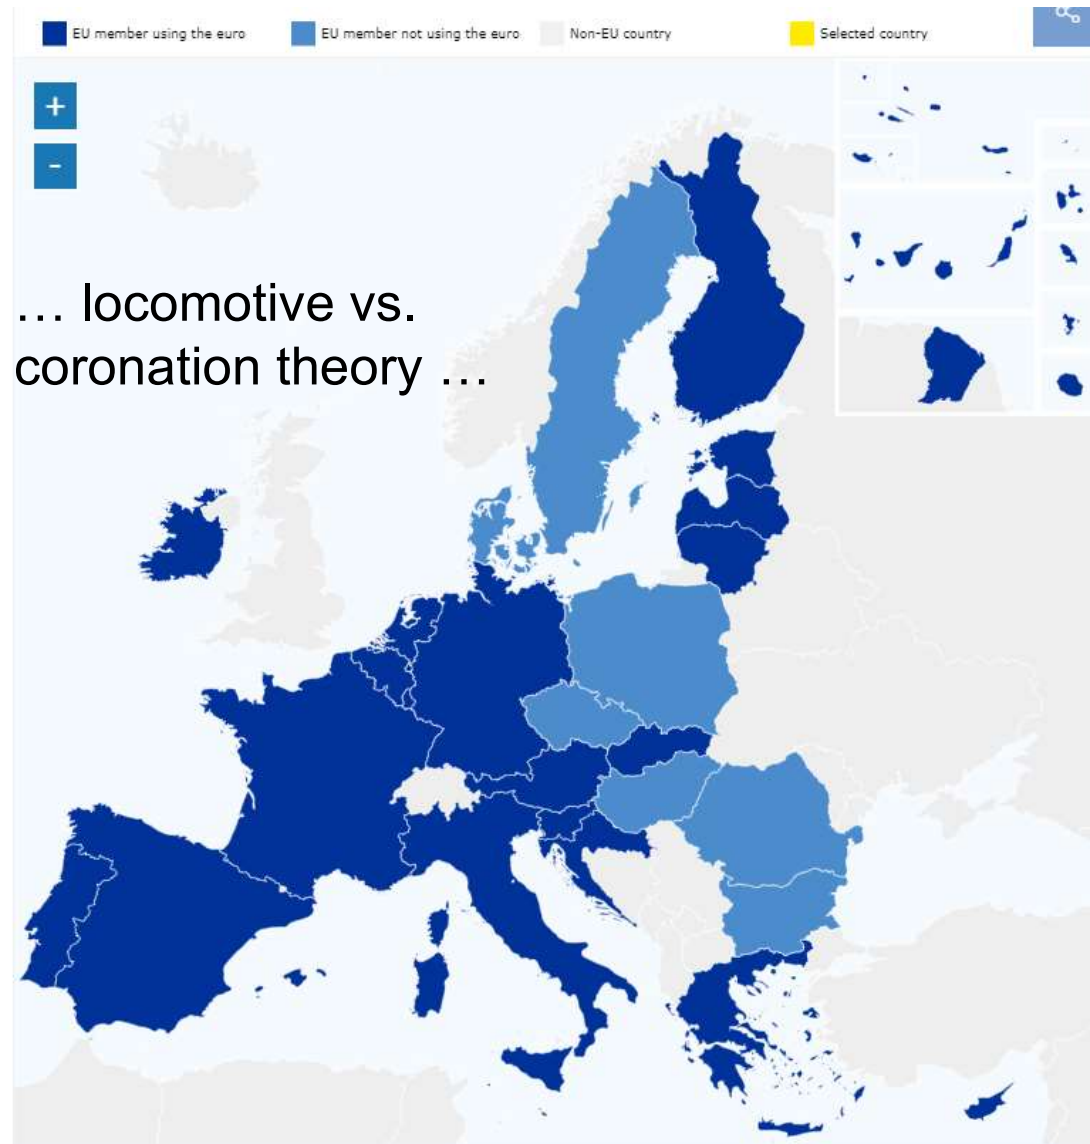 EU member using the euro EU member not using the euro Non-EU country Selected country
+
-
… locomotive vs.
coronation theory …